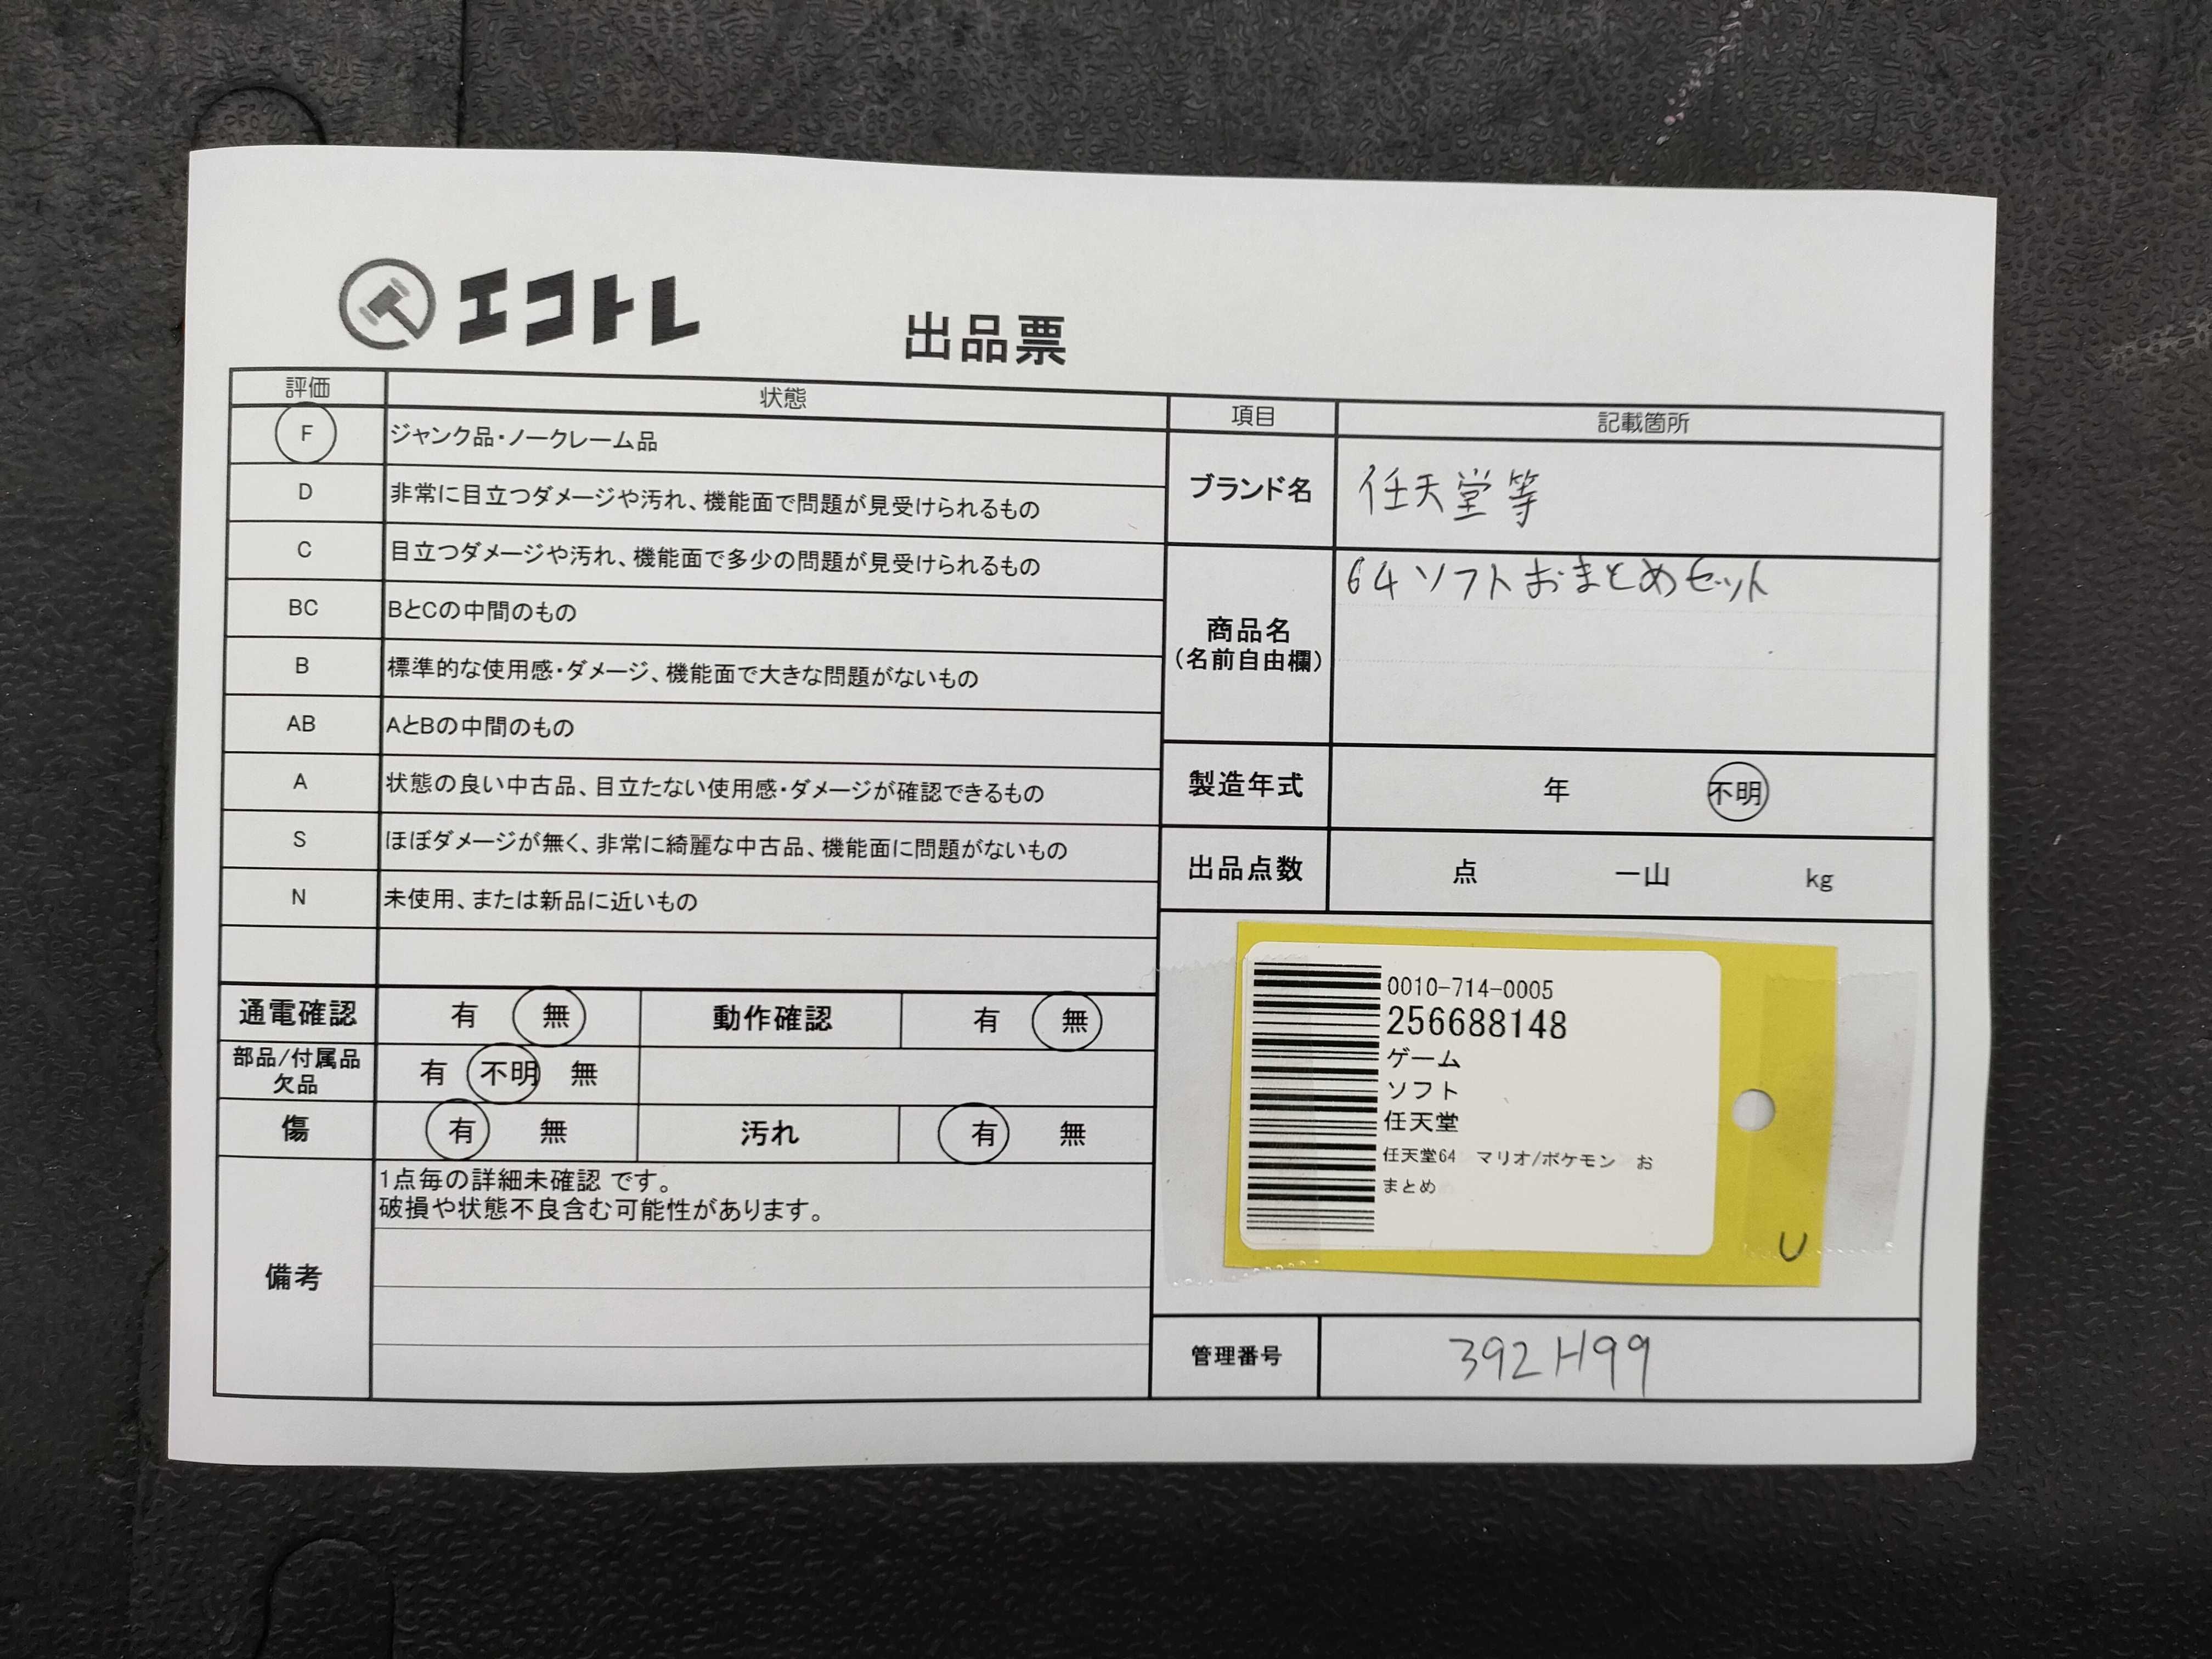 エコトレ
出品票
評価 状態
F ジャンク品・ノークレーム品
D 非常に目立つダメージや汚れ、機能面で問題が見受けられるもの
C 目立つダメージや汚れ、機能面で多少の問題が見受けられるもの
BC BとCの中間のもの
B 標準的な使用感・ダメージ、機能面で大きな問題がないもの
AB AとBの中間のもの
A 状態の良い中古品、目立たない使用感・ダメージが確認できるもの
S ほぼダメージが無く、非常に綺麗な中古品、機能面に問題がないもの
N 未使用、または新品に近いもの
通電確認 有 無 動作確認 有 無
部品/付属品
欠品 有 不明 無
傷 有 無 汚れ 有 無
備考
1点毎の詳細未確認 です。
破損や状態不良含む可能性があります。
項目 記載箇所
ブランド名 任天堂等
商品名
(名前自由欄)
64ソフトおまとめセット
製造年式 年 不明
出品点数 点 一山 kg
0010-714-0005
256688148
ゲーム
ソフト
任天堂
任天堂64 マリオ/ポケモン お
まとめ
U
管理番号 392H99